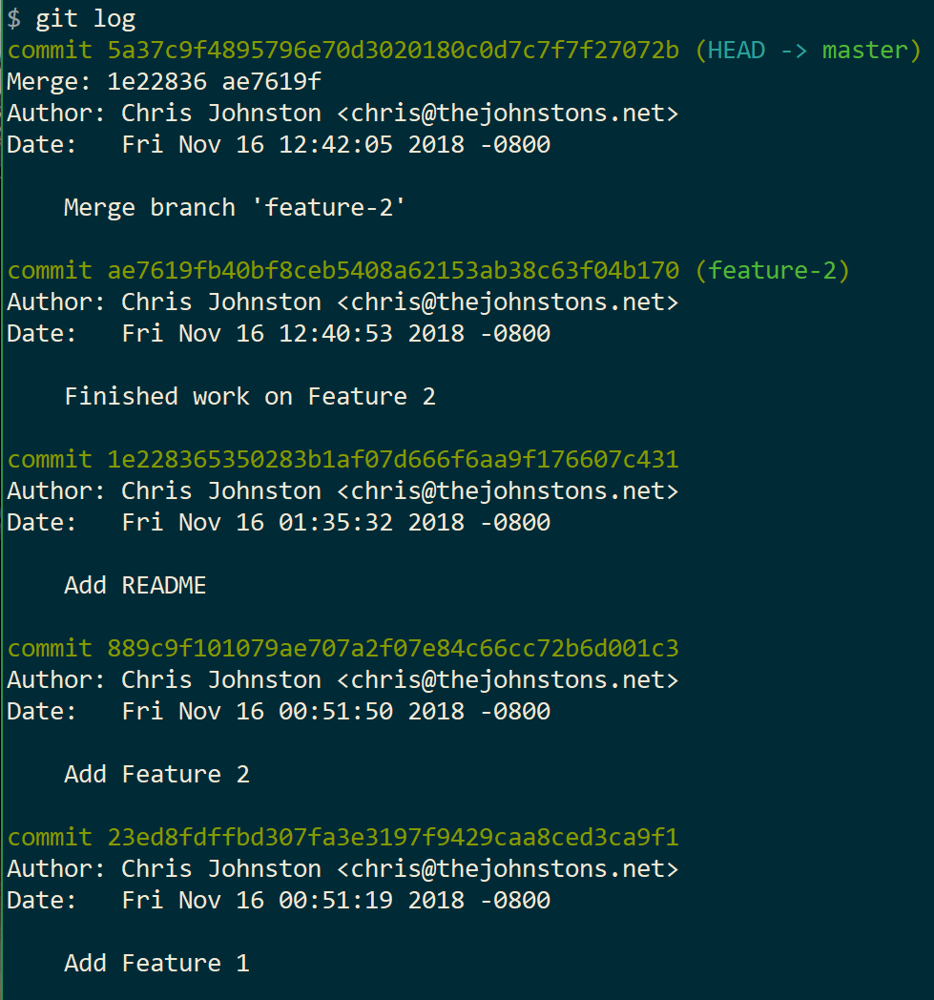 $ git log
commit 5a37c9f4895796e70d3020180c0d7c7f7f27072b (HEAD -> master)
Merge: 1e22836 ae7619f
Author: Chris Johnston <chris@thejohnstons.net>
Date:   Fri Nov 16 12:42:05 2018 -0800
Merge branch 'feature-2'
commit ae7619fb40bf8ceb5408a62153ab38c63f04b170 (feature-2)
Author: Chris Johnston <chris@thejohnstons.net>
Date:   Fri Nov 16 12:40:53 2018 -0800
Finished work on Feature 2
commit 1e228365350283b1af07d666f6aa9f176607c431
Author: Chris Johnston <chris@thejohnstons.net>
Date:   Fri Nov 16 01:35:32 2018 -0800
Add README
commit 889c9f101079ae707a2f07e84c66cc72b6d001c3
Author: Chris Johnston <chris@thejohnstons.net>
Date:   Fri Nov 16 00:51:50 2018 -0800
Add Feature 2
commit 23ed8fdffbd307fa3e3197f9429caa8ced3ca9f1
Author: Chris Johnston <chris@thejohnstons.net>
Date:   Fri Nov 16 00:51:19 2018 -0800
Add Feature 1